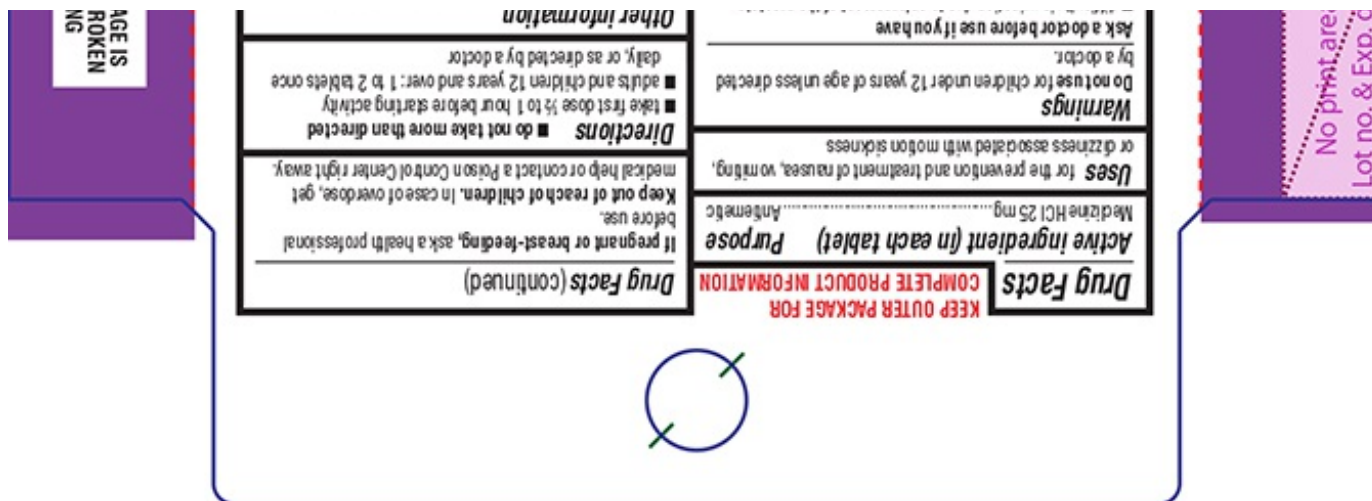 KEEP OUTER PACKAGE FOR
COMPLETE PRODUCT INFORMATION
Drug Facts
Active ingredient (in each tablet) Purpose
Meclizine HCl 25 mg..........................................Antiemetic
Uses for the prevention and treatment of nausea, vomiting,
or dizziness associated with motion sickness
Warnings
Do not use for children under 12 years of age unless directed
by a doctor.
Ask a doctor before use if you have
Drug Facts (continued)
If pregnant or breast-feeding, ask a health professional
before use.
Keep out of reach of children. In case of overdose, get
medical help or contact a Poison Control Center right away.
Directions ■ do not take more than directed
■ take first dose ½ to 1 hour before starting activity
■ adults and children 12 years and over: 1 to 2 tablets once
daily, or as directed by a doctor
Other information
AGE IS
ROKEN
NG
No print area
Lot no. & Exp.